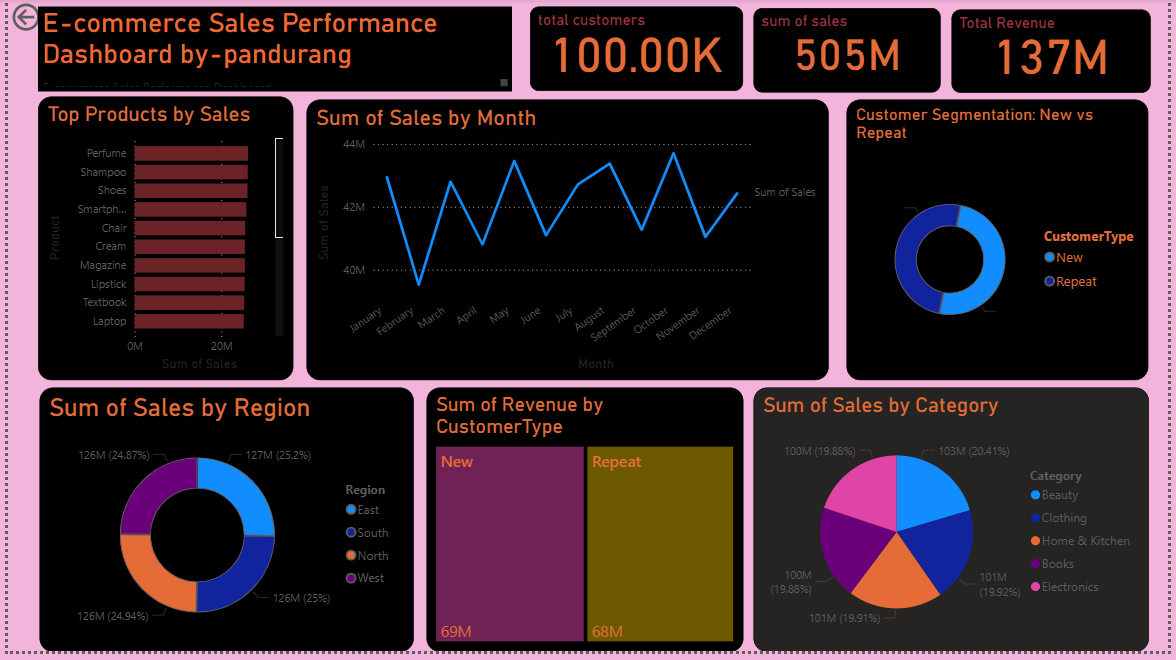 E-commerce Sales Performance
Dashboard by-pandurang
E-commerce Sales Performance Dashboard
total customers
100.00K
sum of sales
505M
Total Revenue
137M
Top Products by Sales
Product
Perfume
Shampoo
Shoes
Smartph...
Chair
Cream
Magazine
Lipstick
Textbook
Laptop
0M
20M
Sum of Sales
Sum of Sales by Month
Sum of Sales
44M
42M
40M
Sum of Sales
January
February
March
April
May
June
July
August
September
October
November
December
Month
Customer Segmentation: New vs
Repeat
CustomerType
New
Repeat
Sum of Sales by Region
126M (24.87%)
127M (25.2%)
126M (24.94%)
126M (25%)
Region
East
South
North
West
Sum of Revenue by
CustomerType
New
69M
Repeat
68M
Sum of Sales by Category
100M (19.88%)
103M (20.41%)
100M
(19.88%)
101M
(19.92%)
101M (19.91%)
Category
Beauty
Clothing
Home & Kitchen
Books
Electronics